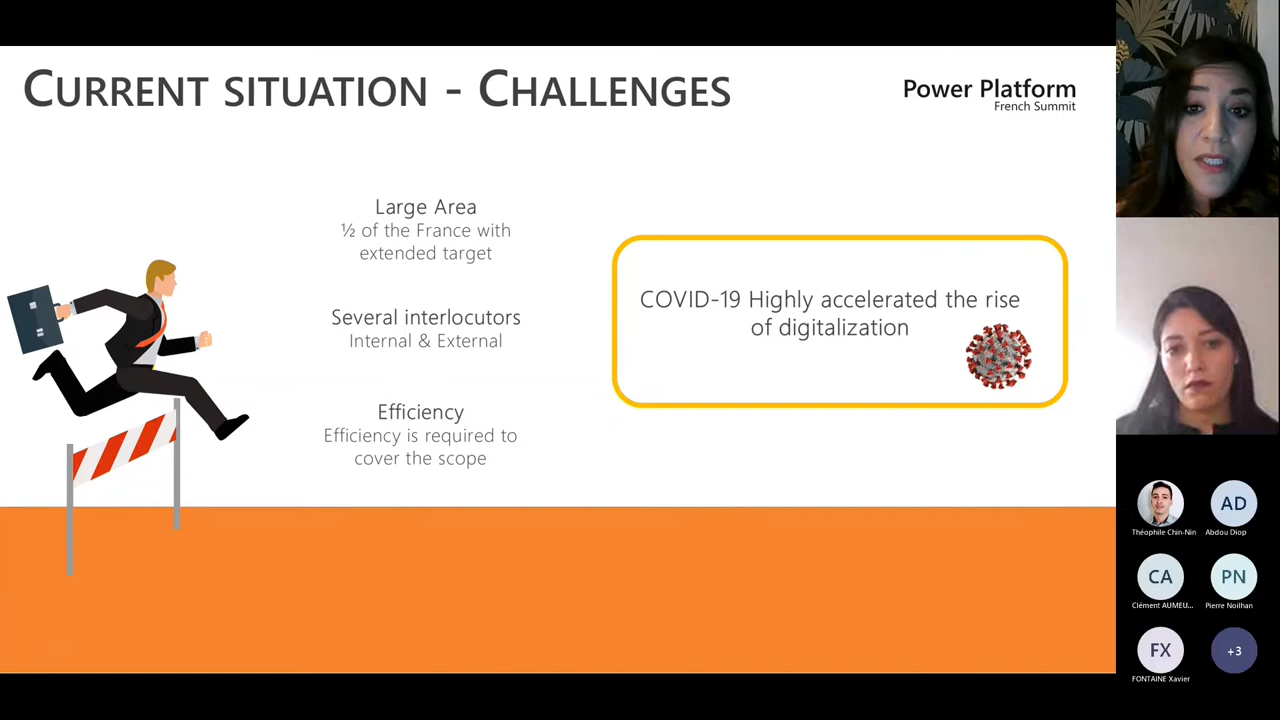 CURRENT SITUATION - CHALLENGES
Power Platform
French Summit
Large Area
½ of the France with
extended target
Several interlocutors
Internal & External
Efficiency
Efficiency is required to
cover the scope
COVID-19 Highly accelerated the rise
of digitalization
AD
Théophile Chin-Nin
Abdou Diop
CA
PN
Clément AUMEU...
Pierre Noilhan
FX
+3
FONTAINE Xavier